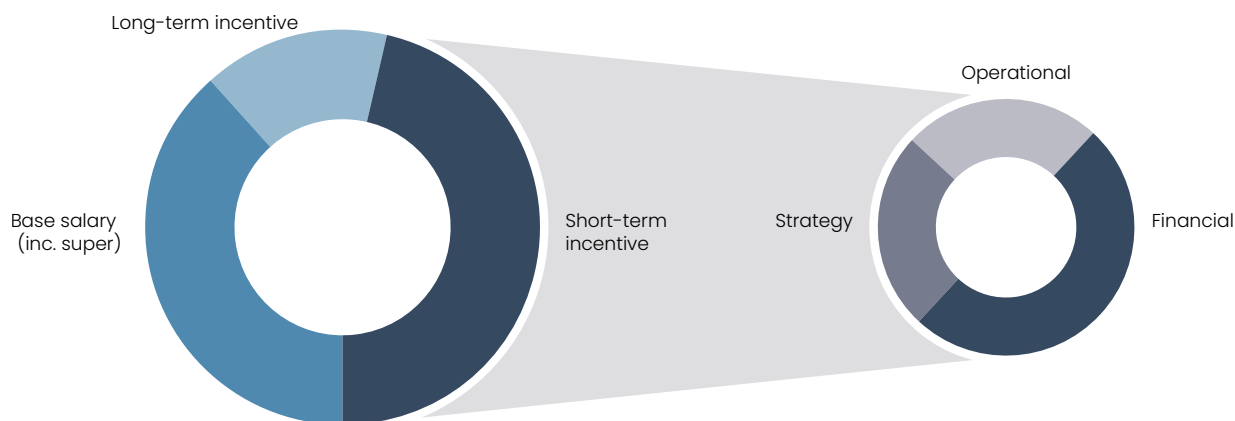 Long-term incentive
Operational
Base salary
(inc. super)
Short-term
incentive
Strategy
Financial